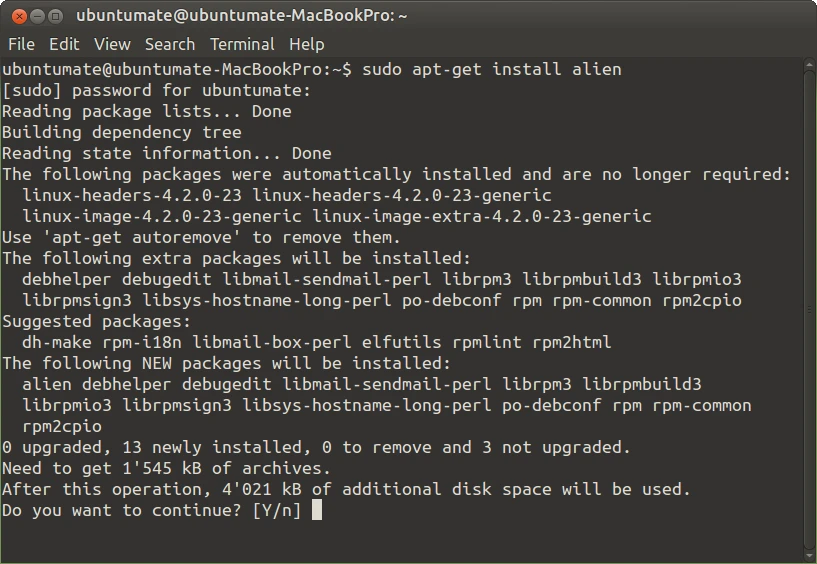 ubuntumate@ubuntumate-MacBookPro: ~
File Edit View Search Terminal Help
ubuntumate@ubuntumate-MacBookPro:~$ sudo apt-get install alien
[sudo] password for ubuntumate:
Reading package lists... Done
Building dependency tree
Reading state information... Done
The following packages were automatically installed and are no longer required:
  linux-headers-4.2.0-23 linux-headers-4.2.0-23-generic
  linux-image-4.2.0-23-generic linux-image-extra-4.2.0-23-generic
Use 'apt-get autoremove' to remove them.
The following extra packages will be installed:
  debhelper debugedit libmail-sendmail-perl librpm3 librpmbuild3 librpmio3
  librpmsign3 libsys-hostname-long-perl po-debconf rpm rpm-common rpm2cpio
Suggested packages:
  dh-make rpm-i18n libmail-box-perl elfutils rpmlint rpm2html
The following NEW packages will be installed:
  alien debhelper debugedit libmail-sendmail-perl librpm3 librpmbuild3
  librpmio3 librpmsign3 libsys-hostname-long-perl po-debconf rpm rpm-common
  rpm2cpio
0 upgraded, 13 newly installed, 0 to remove and 3 not upgraded.
Need to get 1'545 kB of archives.
After this operation, 4'021 kB of additional disk space will be used.
Do you want to continue? [Y/n]